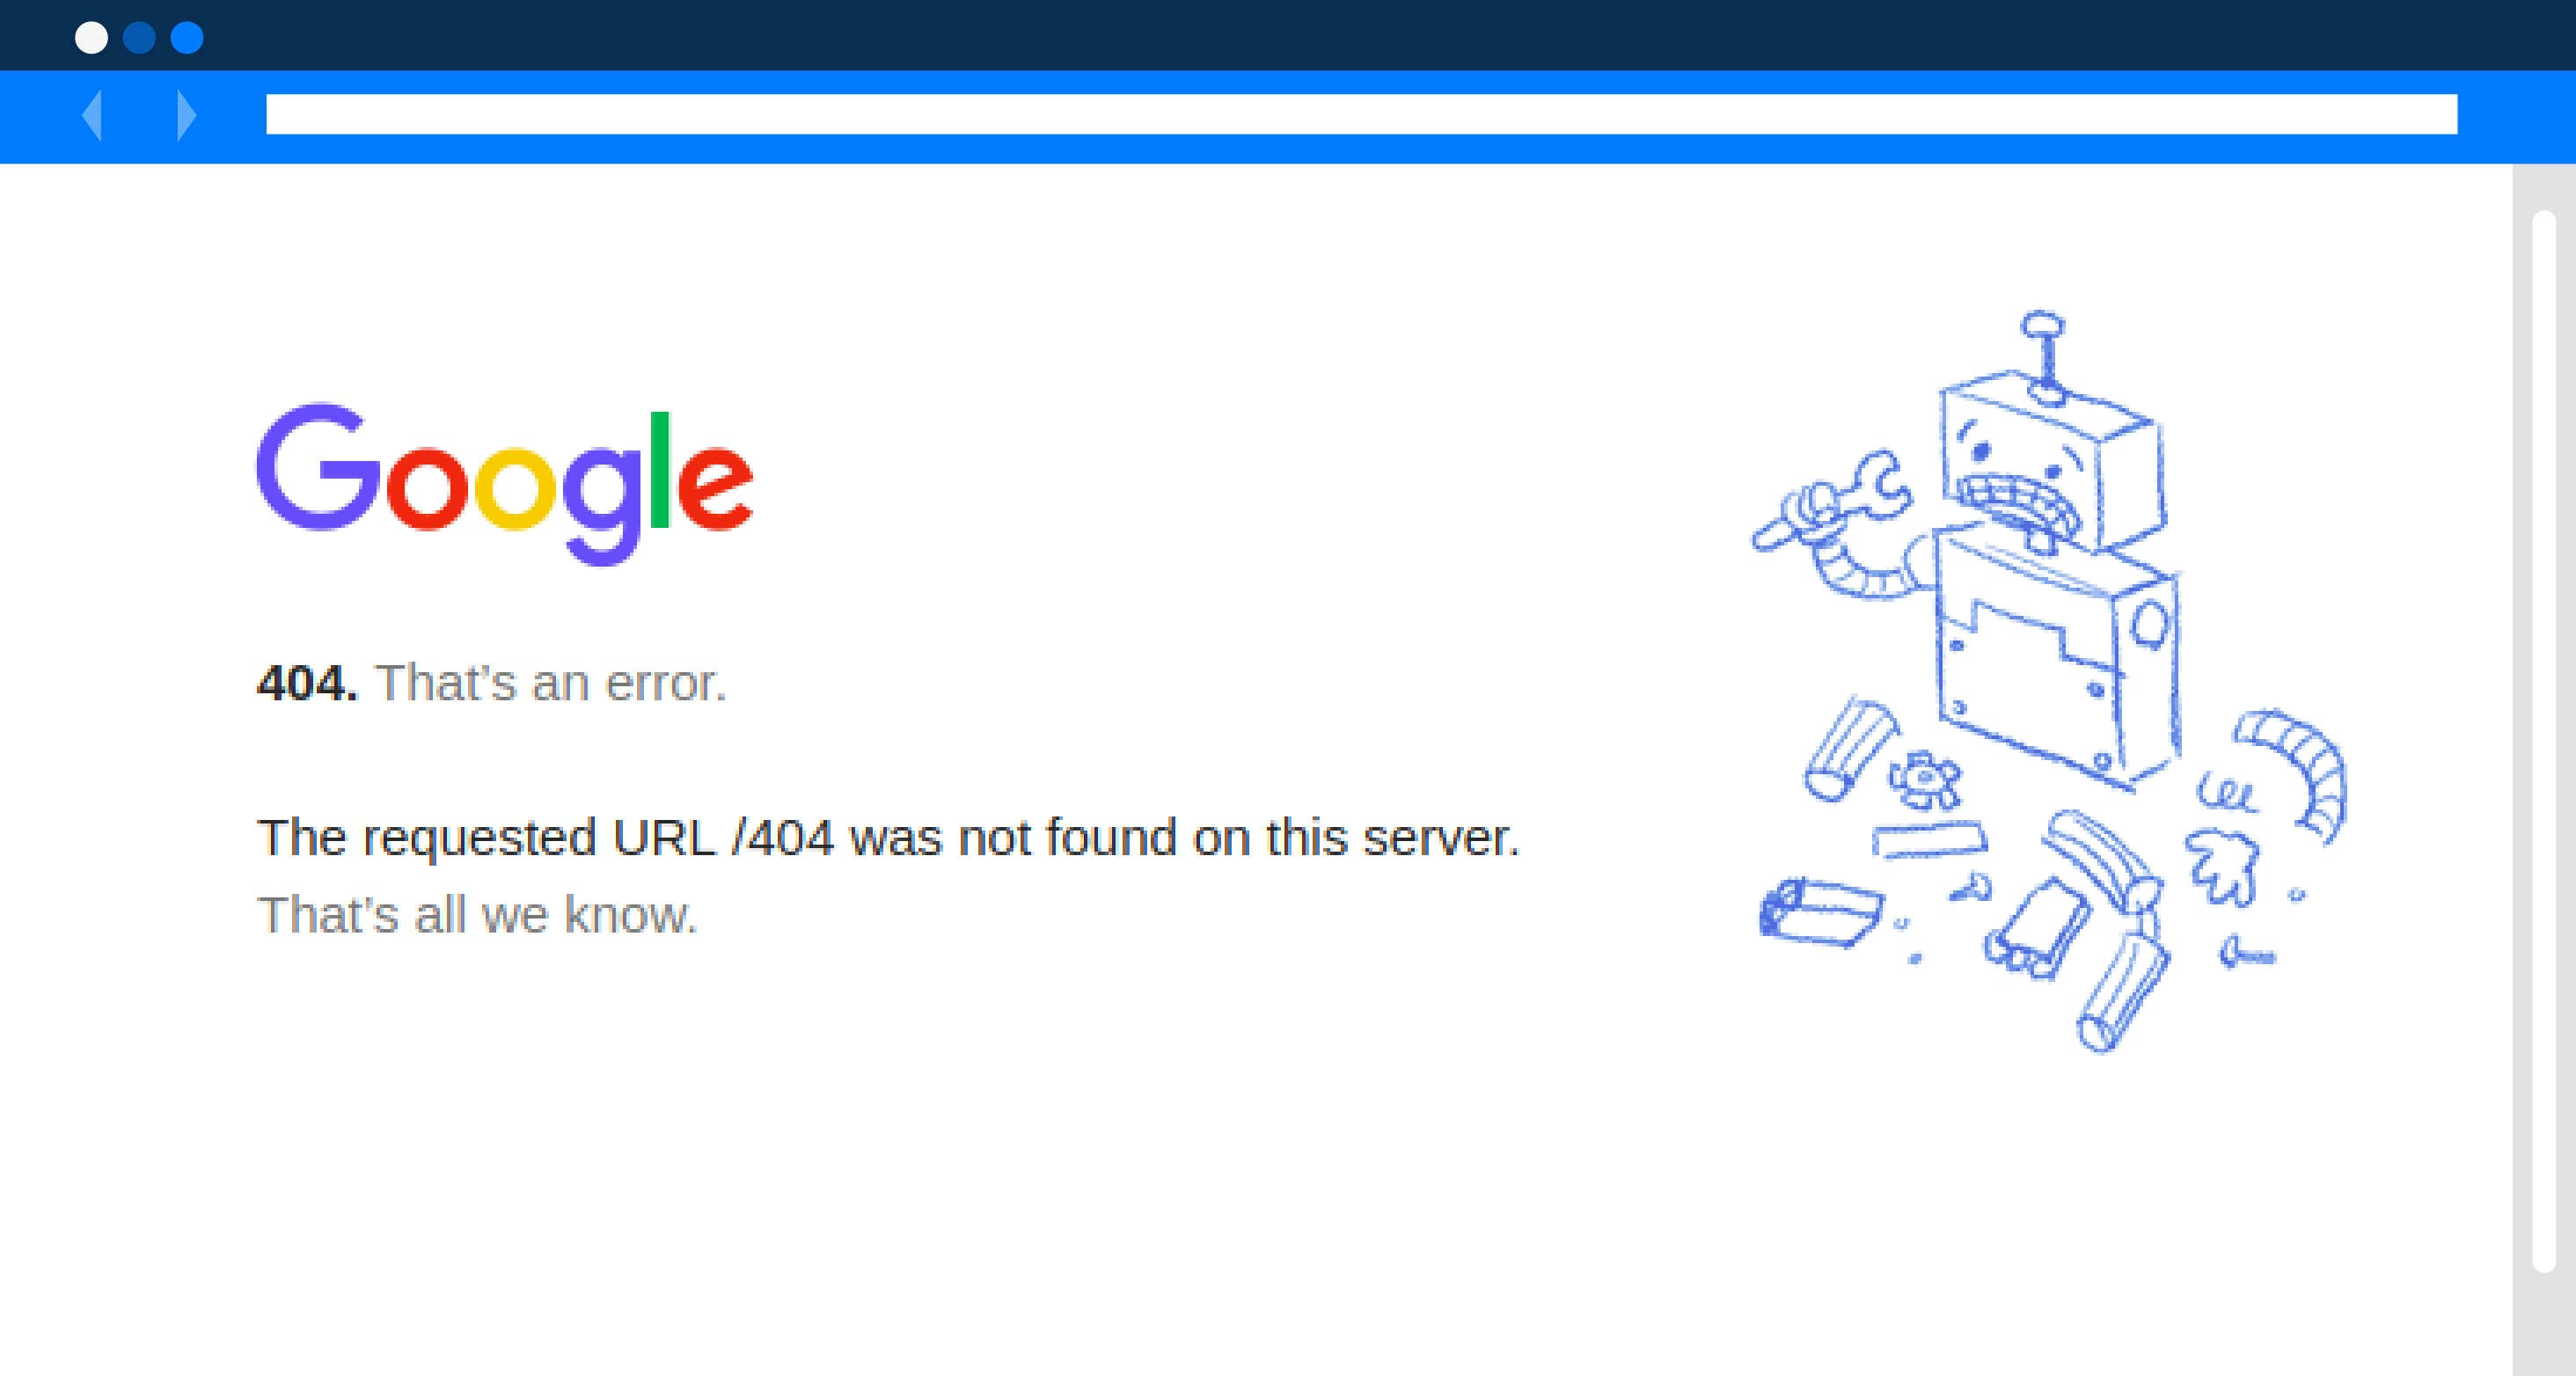 Google
404. That's an error.
The requested URL /404 was not found on this server.
That's all we know.